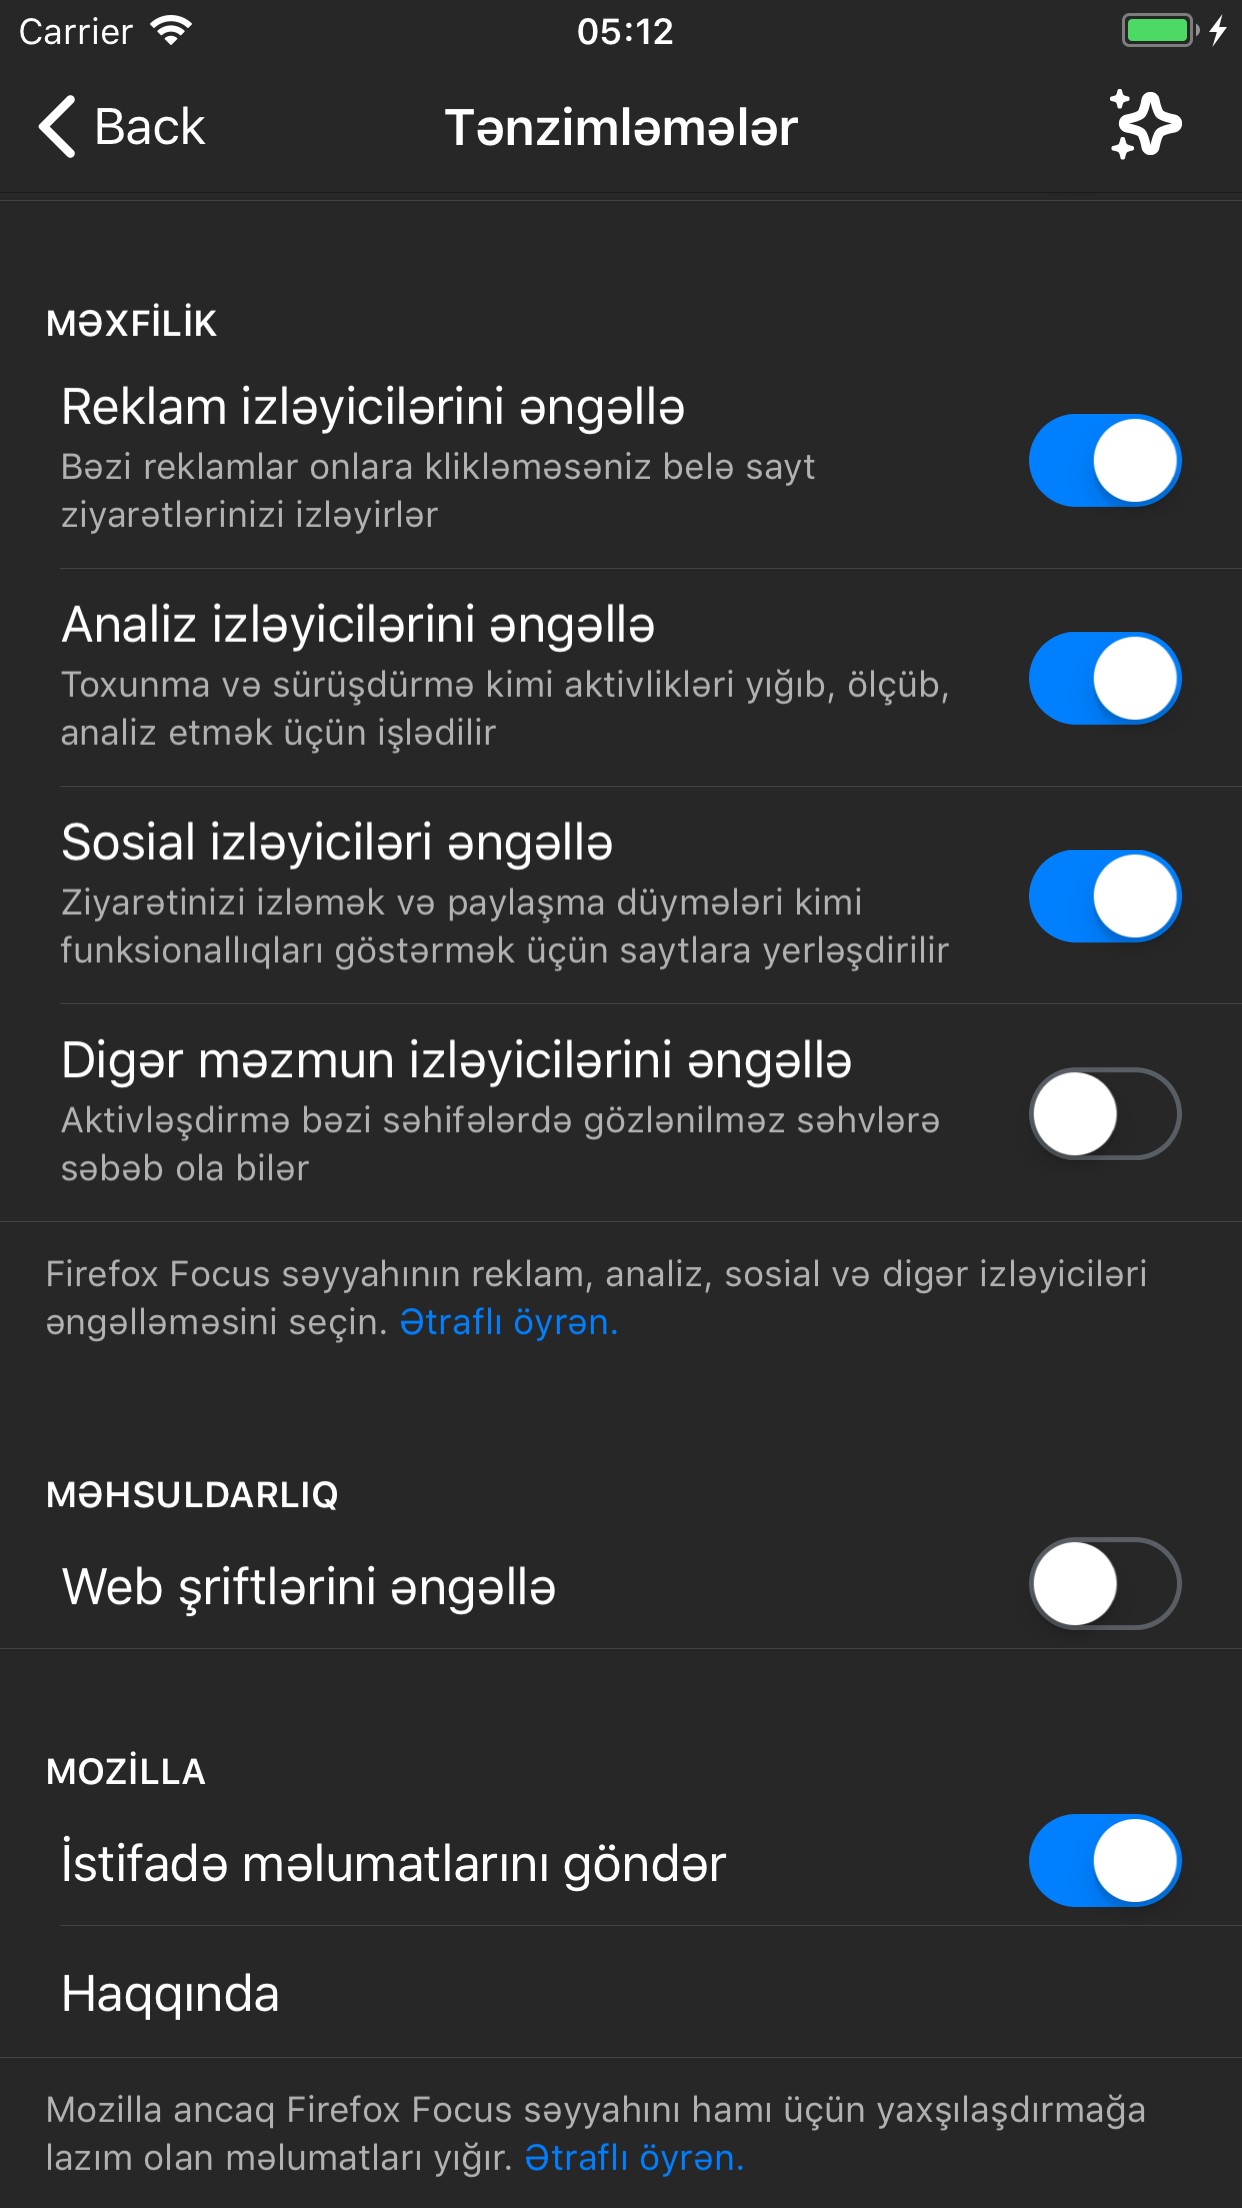 Carrier
05:12
Back
Tənzimləmələr
MƏXFİLİK
Reklam izləyicilərini əngəllə
Bəzi reklamlar onlara klikləməsəniz belə sayt
ziyarətlərinizi izləyirlər
Analiz izləyicilərini əngəllə
Toxunma və sürüşdürmə kimi aktivlikləri yığıb, ölçüb,
analiz etmək üçün işlədilir
Sosial izləyiciləri əngəllə
Ziyarətinizi izləmək və paylaşma düymələri kimi
funksionallıqları göstərmək üçün saytlara yerləşdirilir
Digər məzmun izləyicilərini əngəllə
Aktivləşdirmə bəzi səhifələrdə gözlənilməz səhvlərə
səbəb ola bilər
Firefox Focus səyyahının reklam, analiz, sosial və digər izləyiciləri
əngəlləməsini seçin. Ətraflı öyrən.
MƏHSULDARLIQ
Web şriftlərini əngəllə
MOZİLLA
İstifadə məlumatlarını göndər
Haqqında
Mozilla ancaq Firefox Focus səyyahını hamı üçün yaxşılaşdırmağa
lazım olan məlumatları yığır. Ətraflı öyrən.